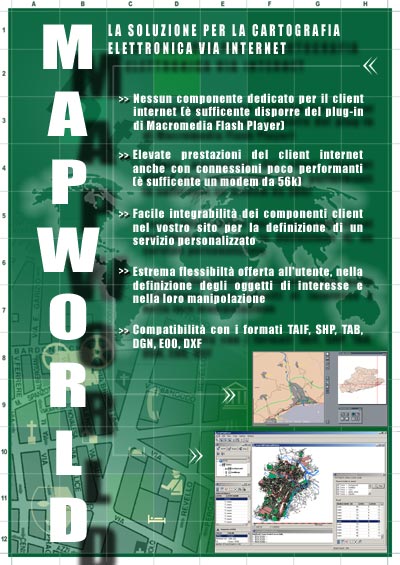 A B C D E F G H
1
2
3
4
5
6
7
8
9
10
11
12
MAPWORLD
LA SOLUZIONE PER LA CARTOGRAFIA
ELETTRONICA VIA INTERNET
>> Nessun componente dedicato per il client
internet (è sufficente disporre del plug-in
di Macromedia Flash Player)
>> Elevate prestazioni del client internet
anche con connessioni poco performanti
(è sufficente un modem da 56k)
>> Facile integrabilità dei componenti client
nel vostro sito per la definizione di un
servizio personalizzato
>> Estrema flessibiltà offerta all'utente, nella
definizione degli oggetti di interesse e
nella loro manipolazione
>> Compatibilità con i formati TAIF, SHP, TAB,
DGN, E00, DXF
VIA
VIA